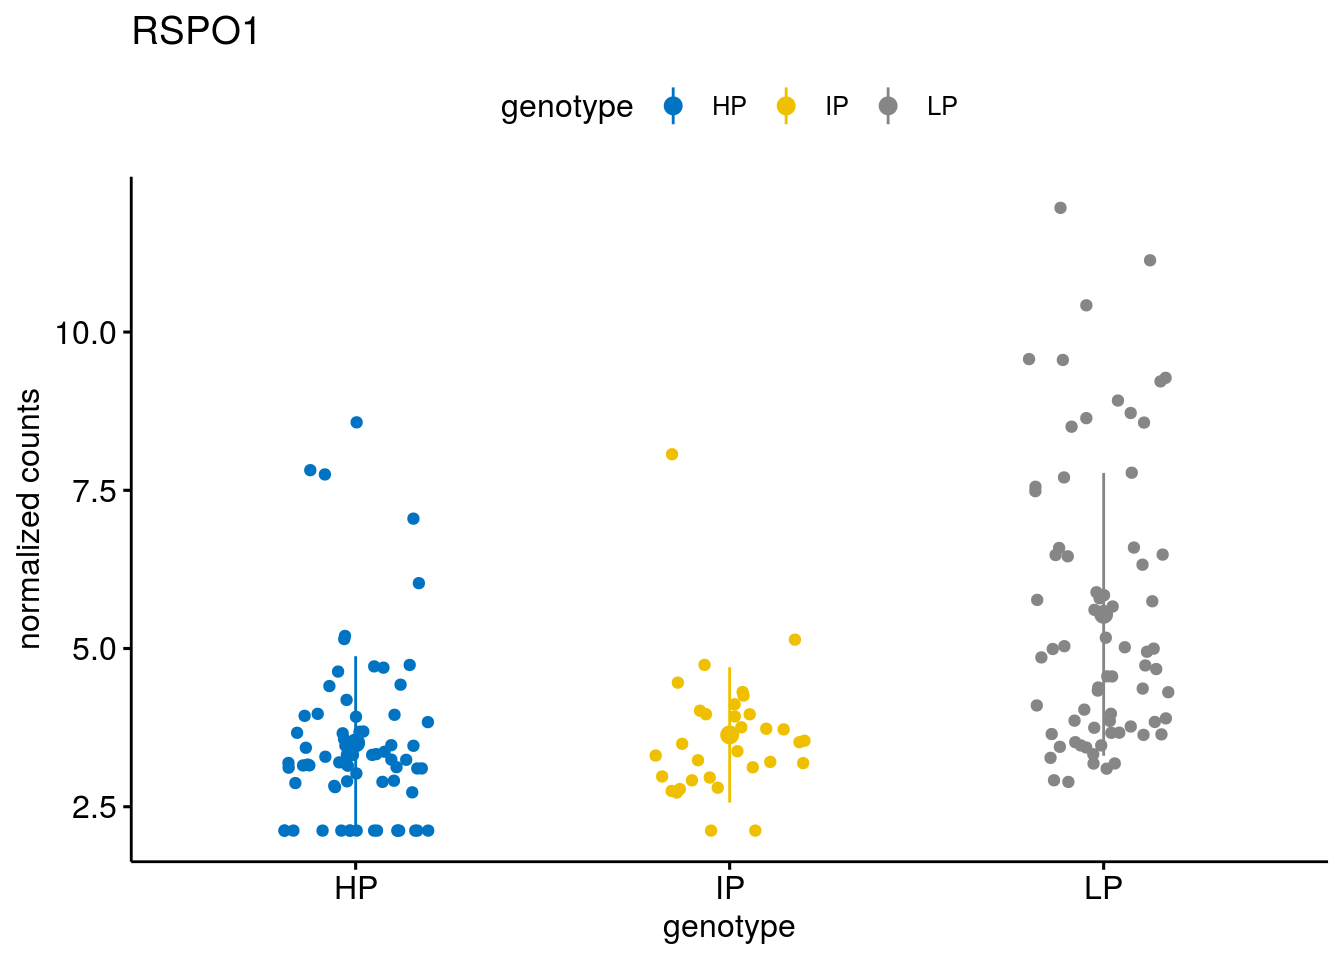 RSPO1
genotype HP IP LP
10.0
7.5
5.0
2.5
normalized counts
HP IP LP
genotype